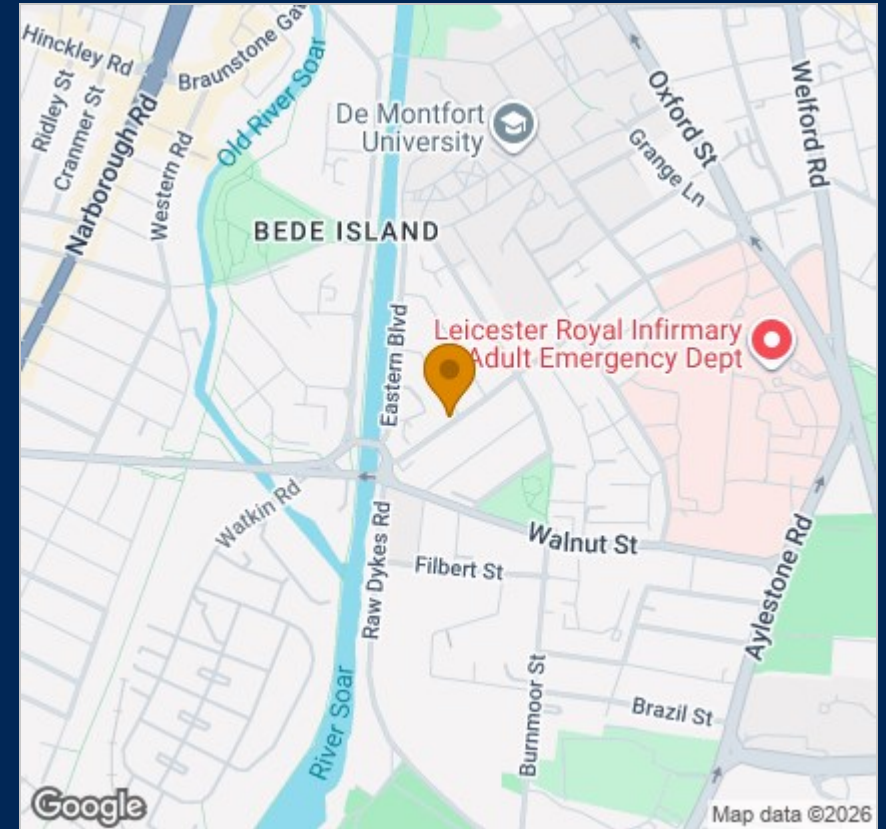 Hinckley Rd
Braunstone Gav
Ridley St
Cranmer St
Narborough Rd
Western Rd
Old River Soar
De Montfort
University
Oxford St
Grange Ln
Welford Rd
BEDE ISLAND
Eastern Blvd
Leicester Royal Infirmary
Adult Emergency Dept
Watkin Rd
Raw Dykes Rd
Walnut St
Filbert St
Aylestone Rd
River Soar
Burnmoor St
Brazil St
Google
Map data ©2026